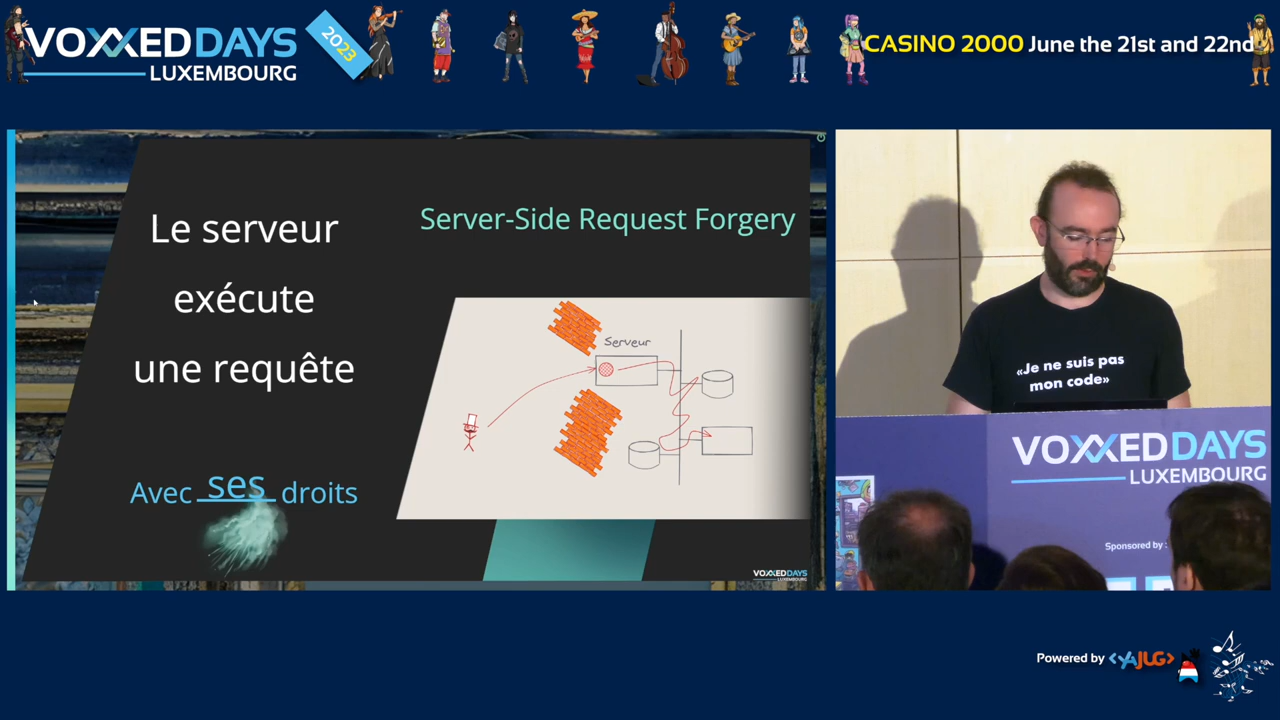 VOXXED DAYS
LUXEMBOURG
2023
CASINO 2000 June the 21st and 22nd
Le serveur
exécute
une requête
Avec ses droits
Server-Side Request Forgery
Serveur
VOXXED DAYS
LUXEMBOURG
«Je ne suis pas
mon code»
VOXXED DAYS
LUXEMBOURG
Sponsored by :
Powered by <YAJUG>